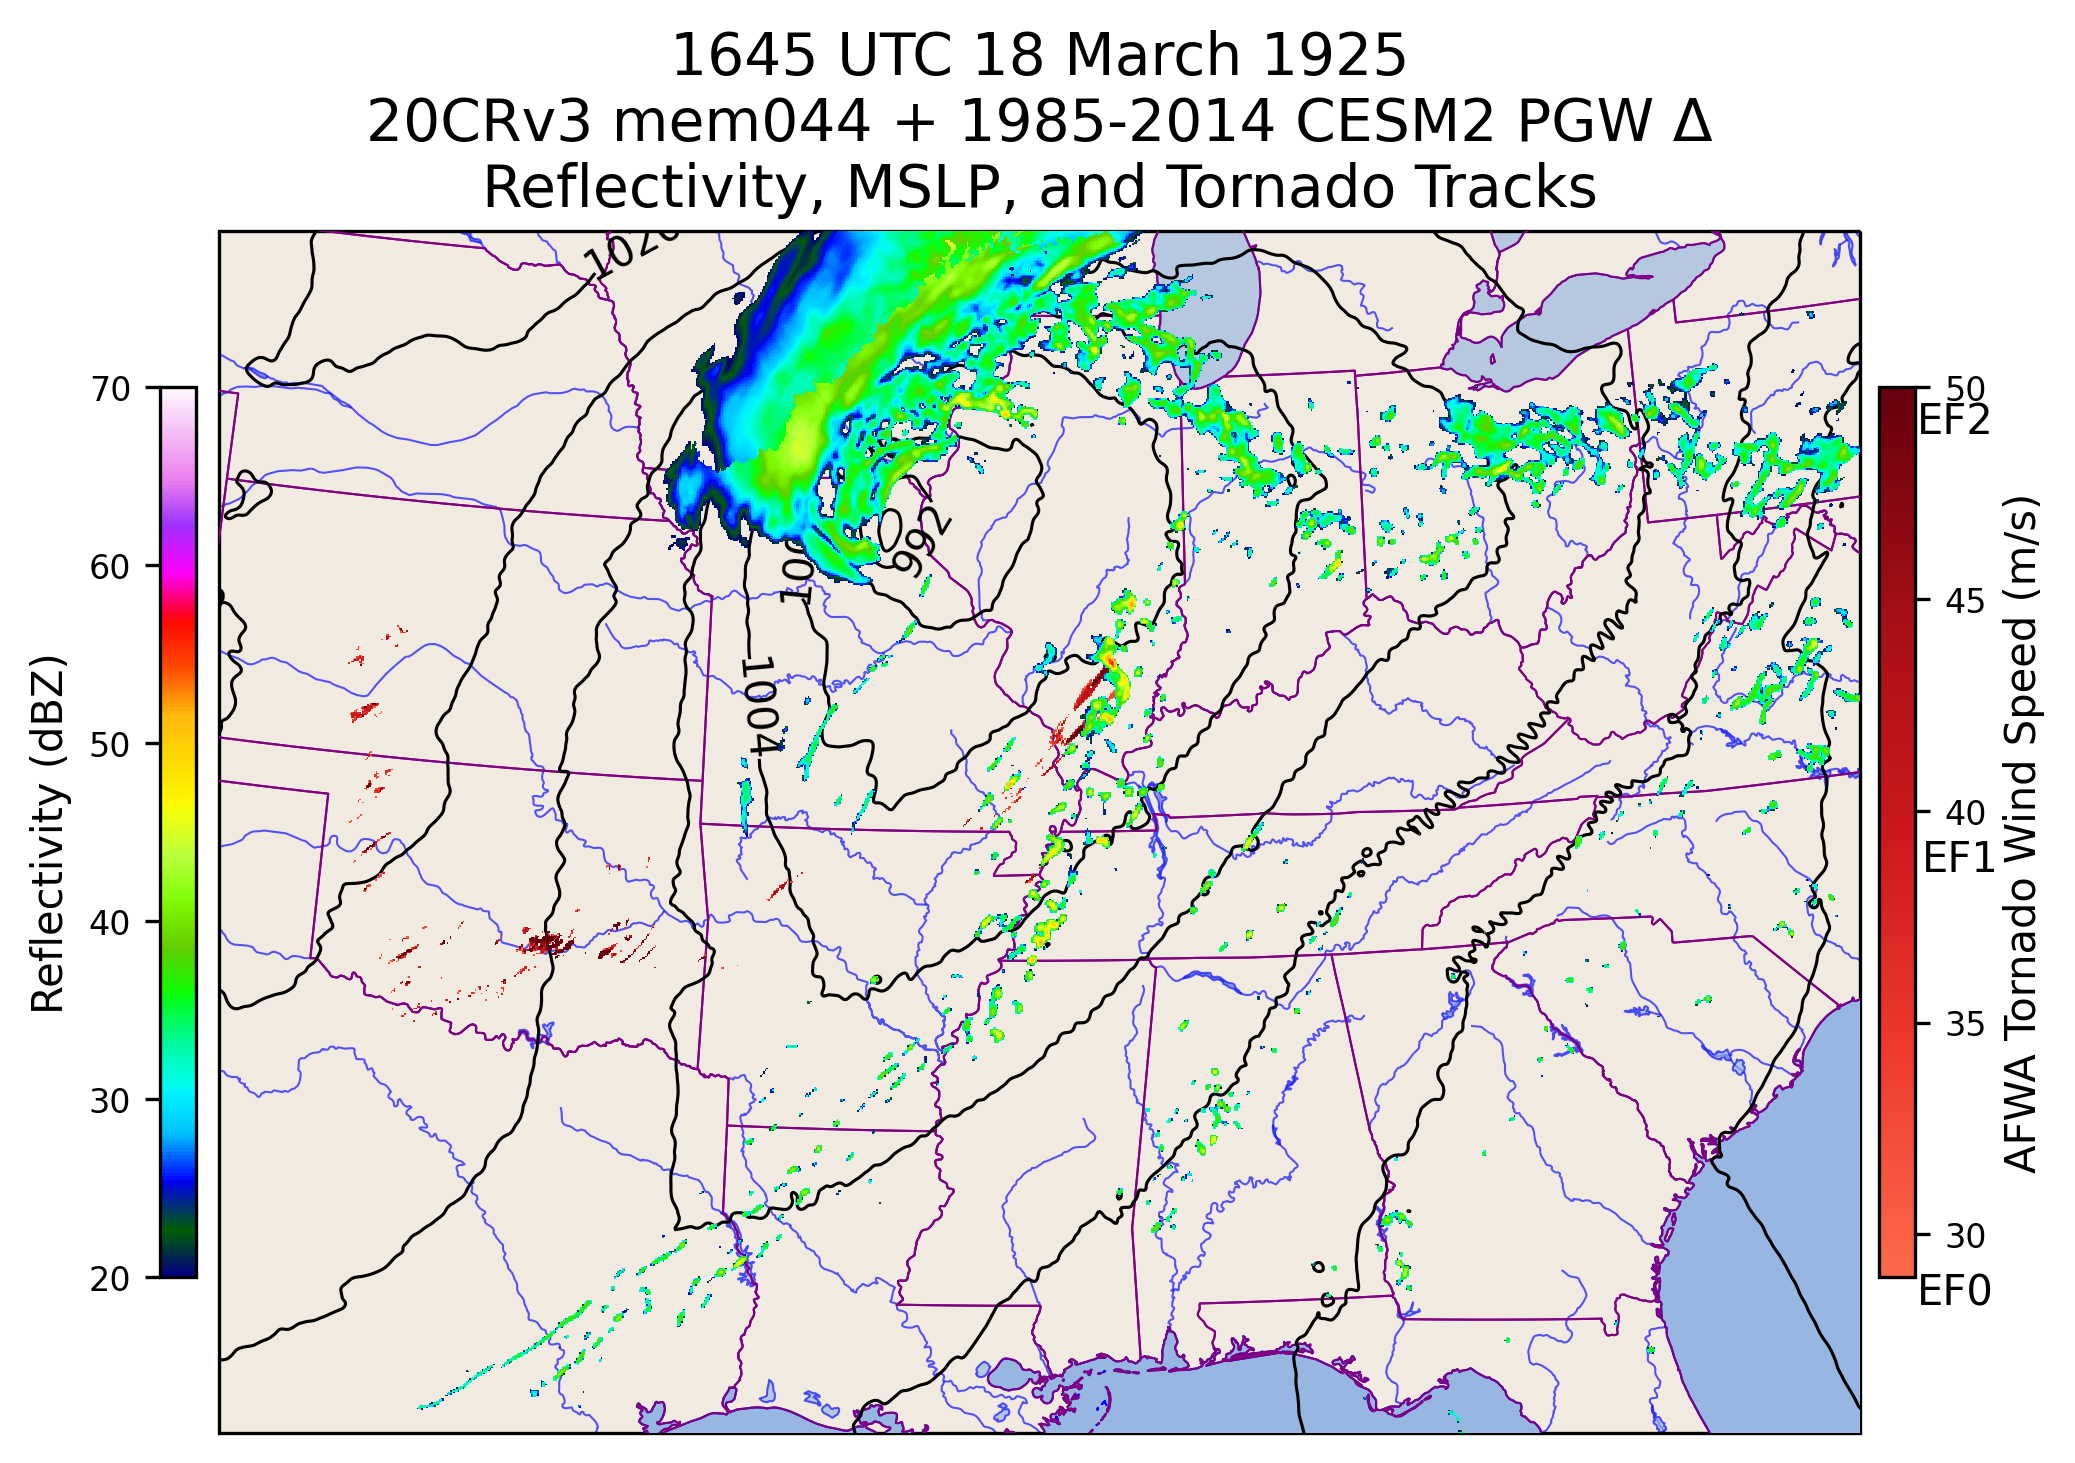 1645 UTC 18 March 1925
20CRv3 mem044 + 1985-2014 CESM2 PGW Δ
Reflectivity, MSLP, and Tornado Tracks
70
60
50
40
30
20
Reflectivity (dBZ)
992
1004
50
EF2
45
40
EF1
35
30
EF0
AFWA Tornado Wind Speed (m/s)